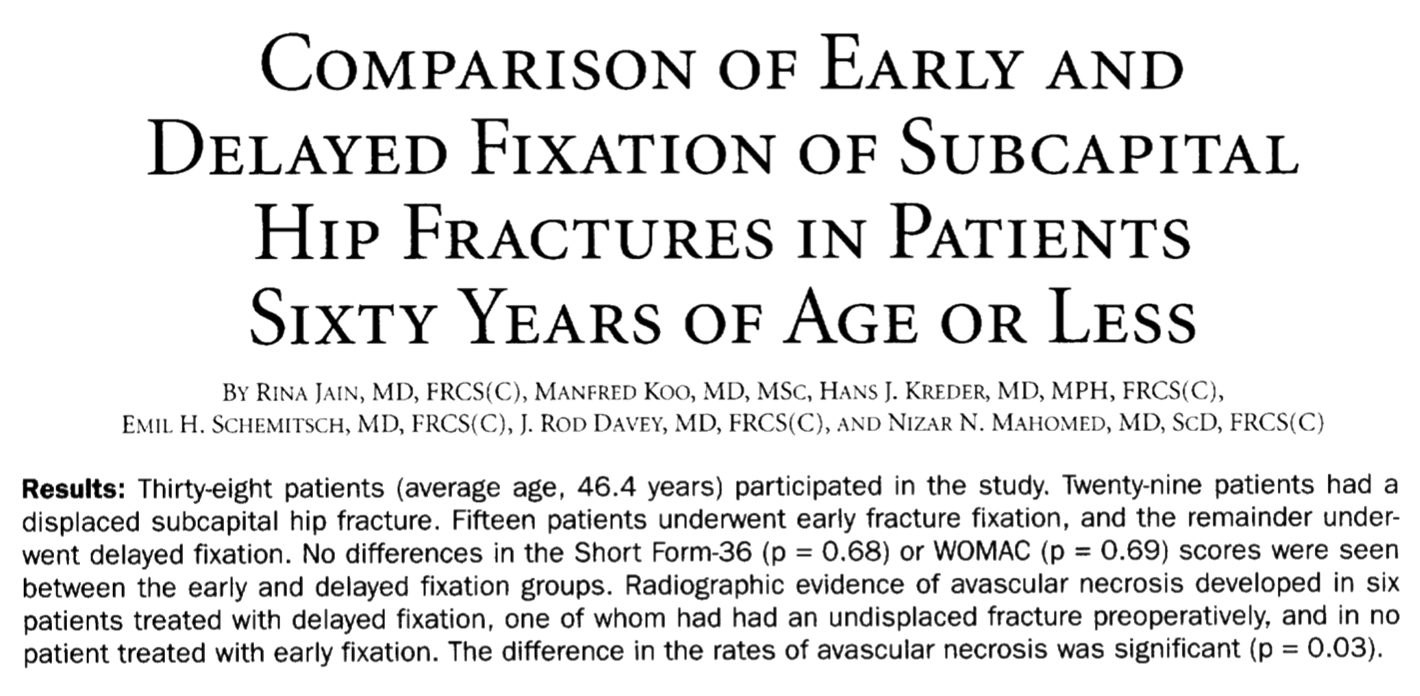 COMPARISON OF EARLY AND
DELAYED FIXATION OF SUBCAPITAL
HIP FRACTURES IN PATIENTS
SIXTY YEARS OF AGE OR LESS
BY RINA JAIN, MD, FRCS(C), MANFRED KOO, MD, MSC, HANS J. KREDER, MD, MPH, FRCS(C),
EMIL H. SCHEMITSCH, MD, FRCS(C), J. ROD DAVEY, MD, FRCS(C), AND NIZAR N. MAHOMED, MD, SCD, FRCS(C)
Results: Thirty-eight patients (average age, 46.4 years) participated in the study. Twenty-nine patients had a
displaced subcapital hip fracture. Fifteen patients underwent early fracture fixation, and the remainder under-
went delayed fixation. No differences in the Short Form-36 (p = 0.68) or WOMAC (p = 0.69) scores were seen
between the early and delayed fixation groups. Radiographic evidence of avascular necrosis developed in six
patients treated with delayed fixation, one of whom had had an undisplaced fracture preoperatively, and in no
patient treated with early fixation. The difference in the rates of avascular necrosis was significant (p = 0.03).